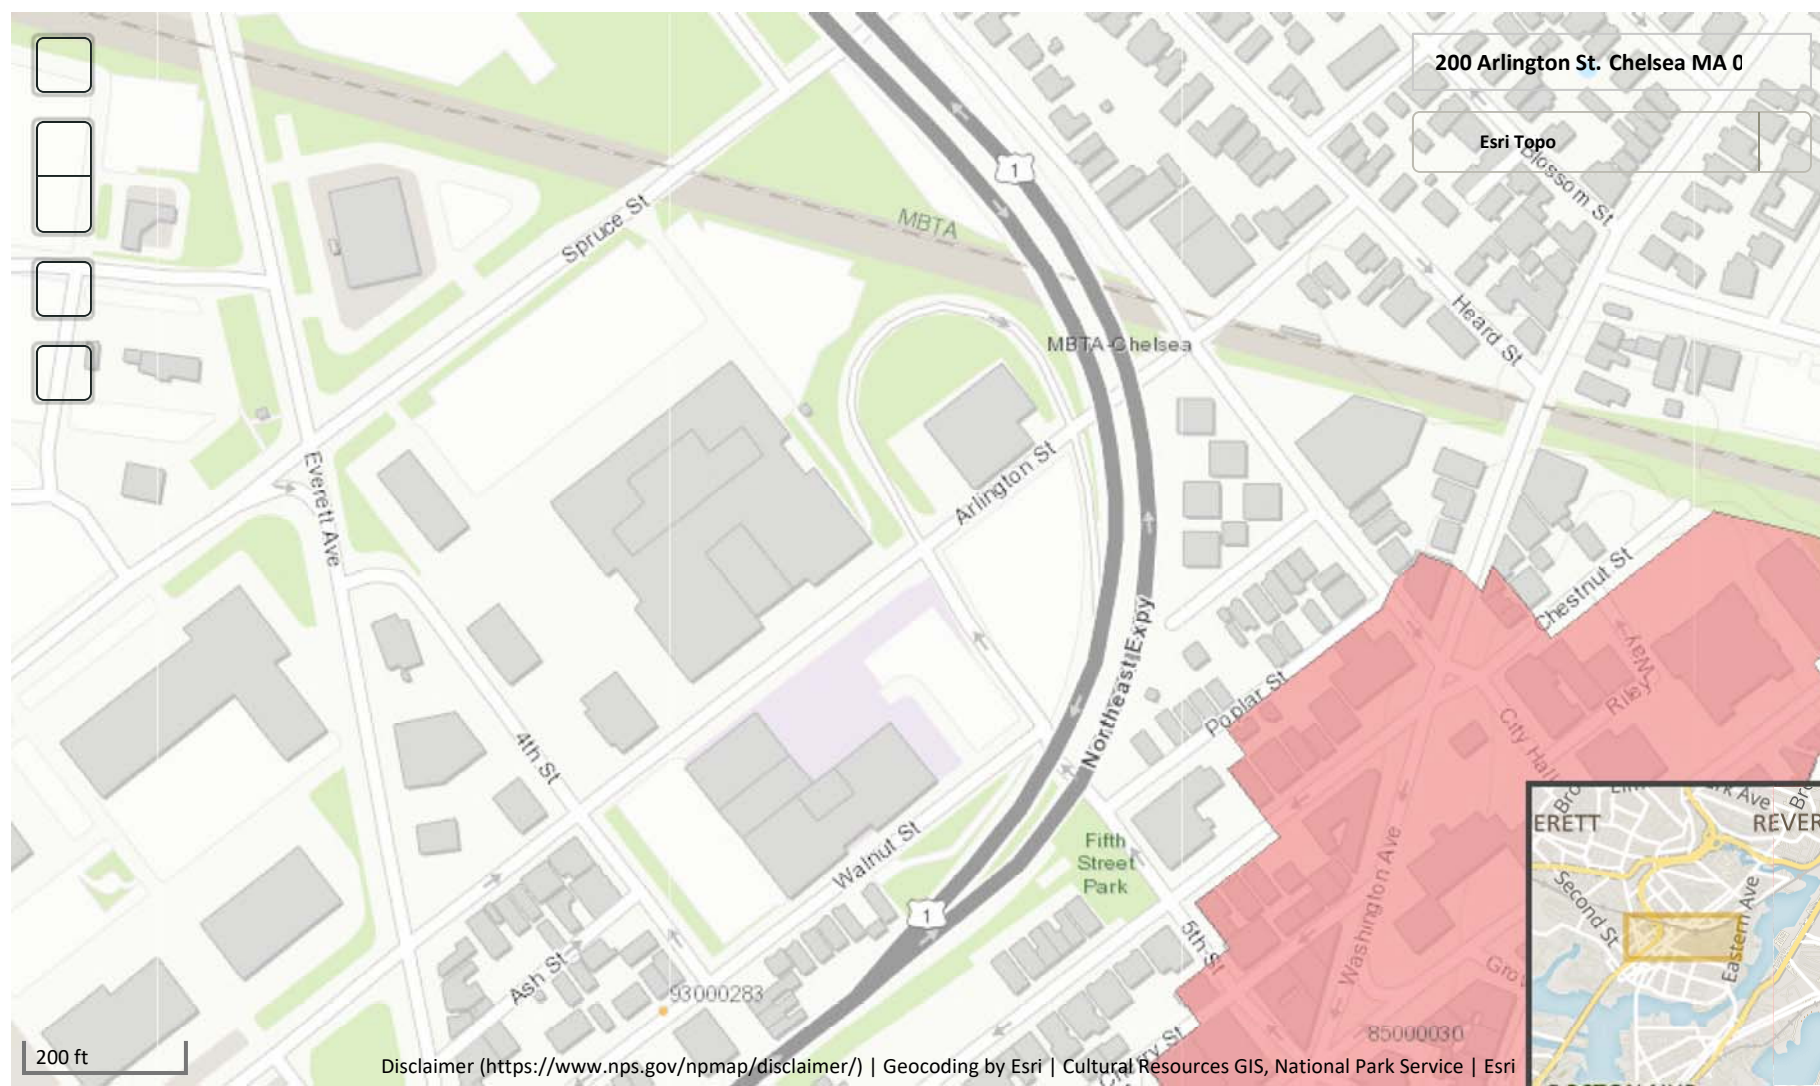 200 Arlington St. Chelsea MA 0
Esri Topo
Blossom St
1
Spruce St
MBTA
Heard St
MBTA-Chelsea
Everett Ave
Arlington St
Chestnut St
Northeast Expy
Poplar St
Riley Way
City Hall
4th St
Walnut St
Fifth
Street
Park
1
5th St
Washington Ave
Ash St
93000283
85000030
ERETT
REVER
Second St
Eastern Ave
200 ft
Disclaimer (https://www.nps.gov/npmap/disclaimer/) | Geocoding by Esri | Cultural Resources GIS, National Park Service | Esri